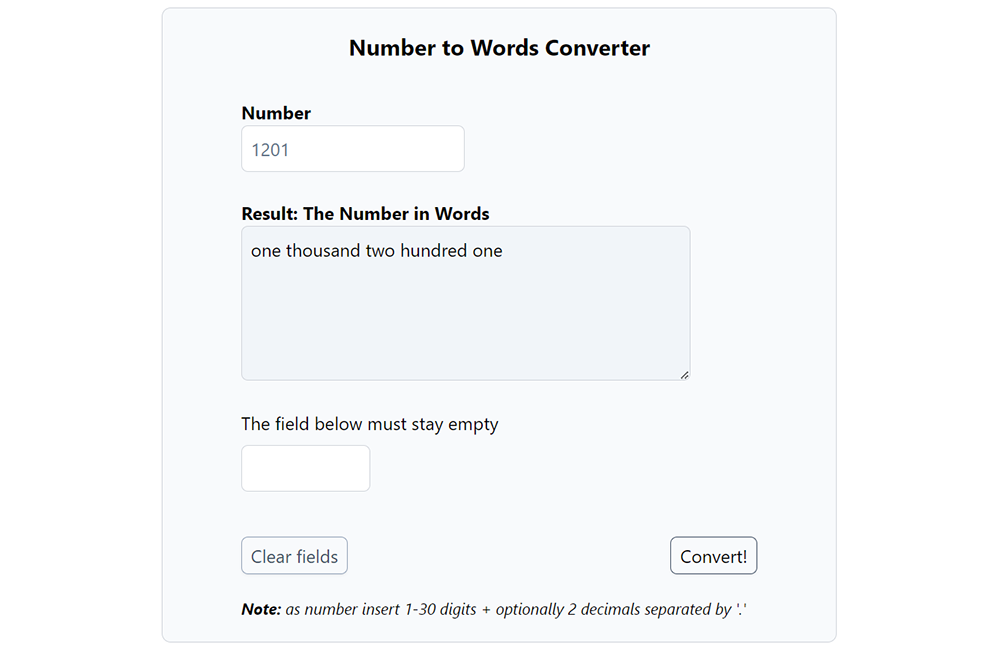 Number to Words Converter
Number
1201
Result: The Number in Words
one thousand two hundred one
The field below must stay empty
Clear fields
Convert!
Note: as number insert 1-30 digits + optionally 2 decimals separated by '.'